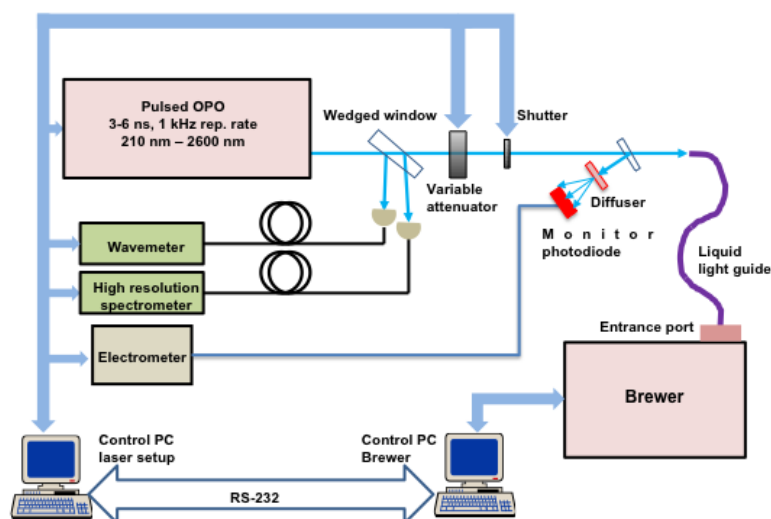 Pulsed OPO
3-6 ns, 1 kHz rep. rate
210 nm – 2600 nm
Wedged window
Shutter
Variable
attenuator
Diffuser
Monitor
photodiode
Wavemeter
High resolution
spectrometer
Electrometer
Liquid
light guide
Entrance port
Brewer
Control PC
laser setup
Control PC
Brewer
RS-232